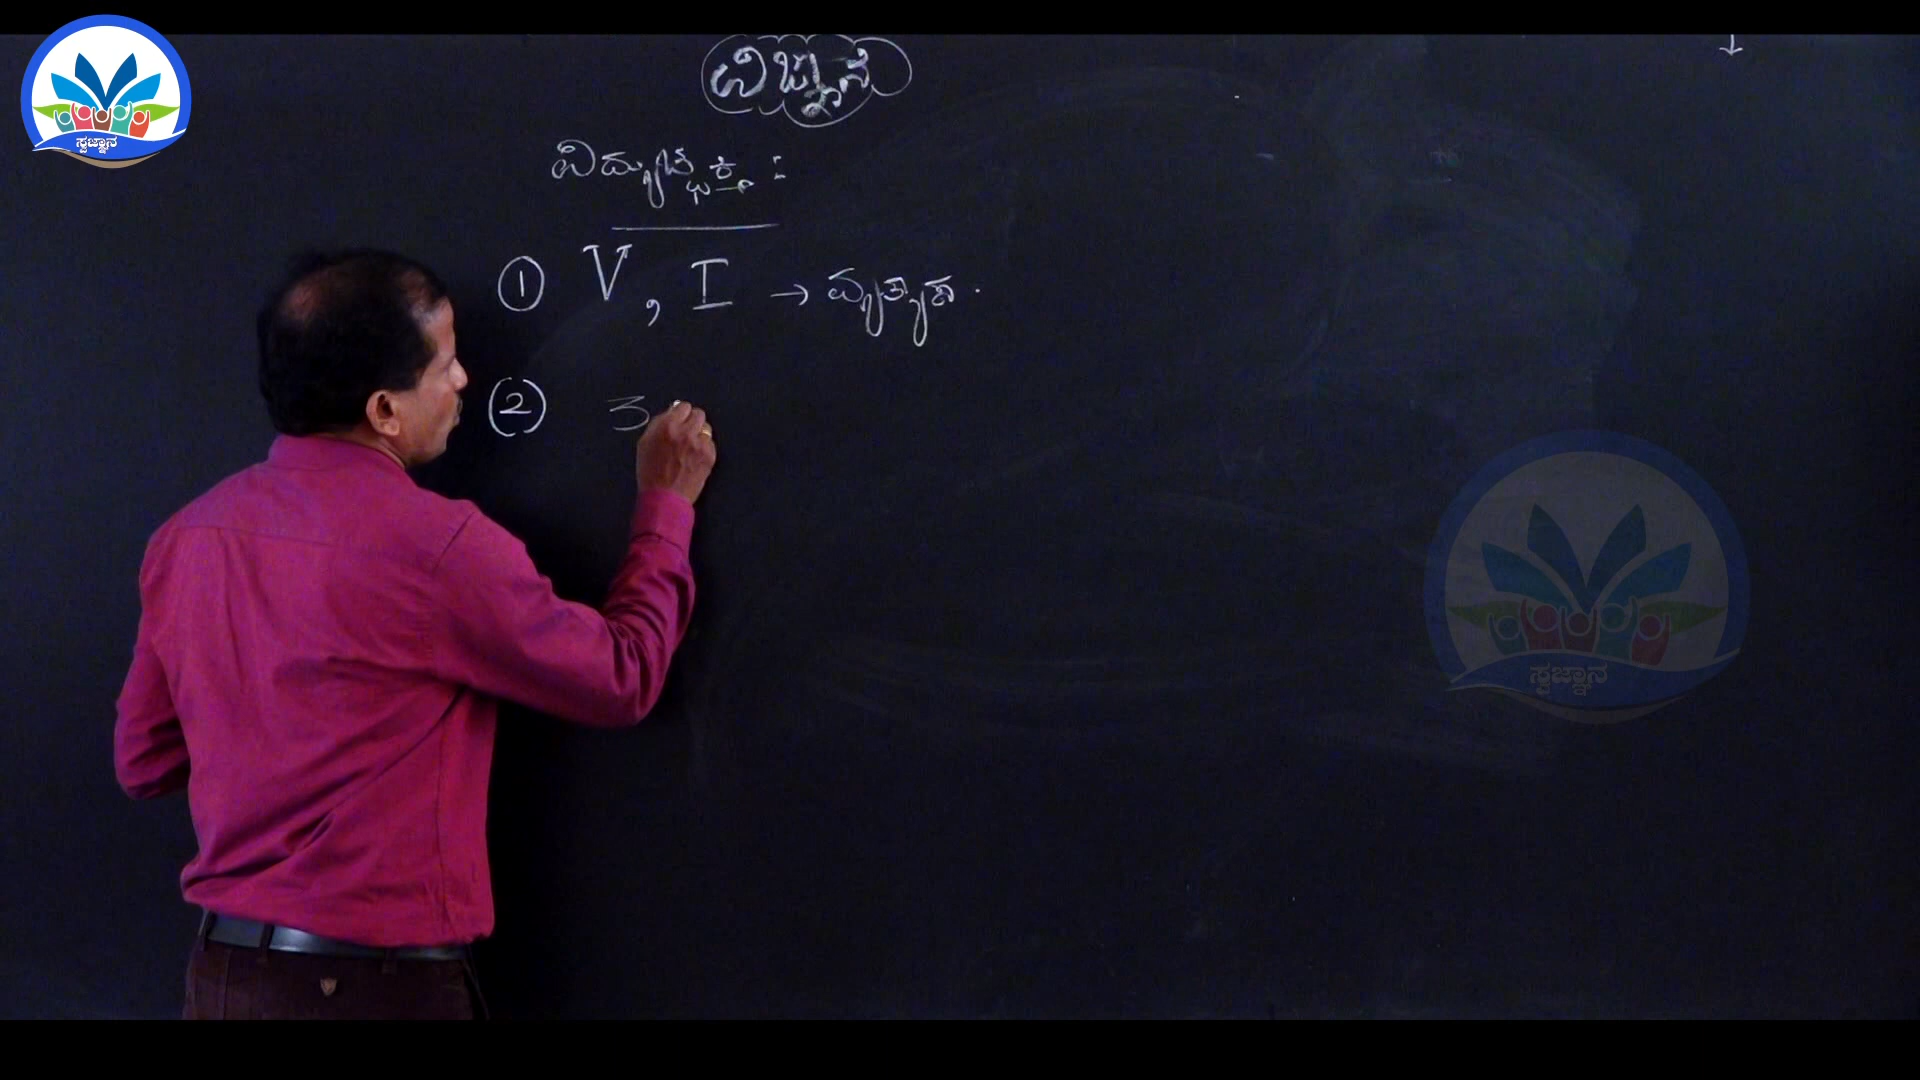 ಸ್ವಜ್ಞಾನ
ವಿಜ್ಞಾನ
ವಿದ್ಯುಚ್ಛಕ್ತಿ :
① V , I → ವ್ಯತ್ಯಾಸ .
(2) 3
ಸ್ವಜ್ಞಾನ